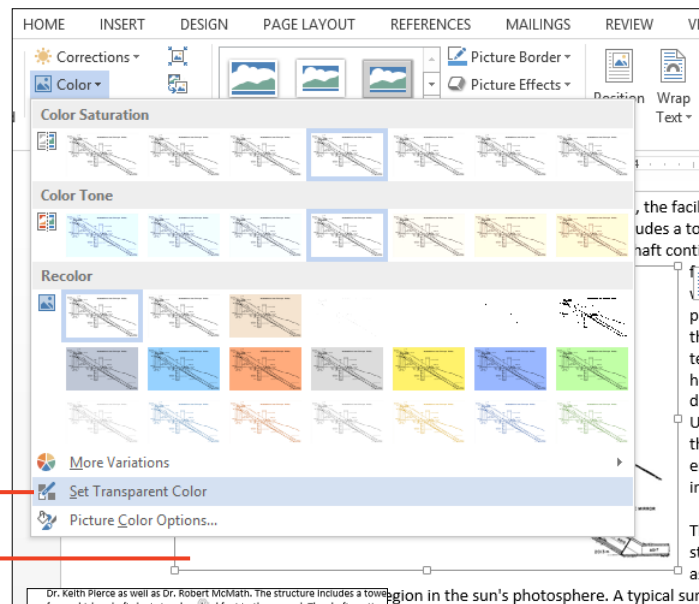 HOME INSERT DESIGN PAGE LAYOUT REFERENCES MAILINGS REVIEW
Corrections
Color
Picture Border
Picture Effects
Position
Wrap
Text
Color Saturation
Color Tone
Recolor
More Variations
Set Transparent Color
Picture Color Options...
, the facil
udes a to
haft conti
Dr. Keith Pierce as well as Dr. Robert McMath. The structure includes a towe
egion in the sun's photosphere. A typical sur